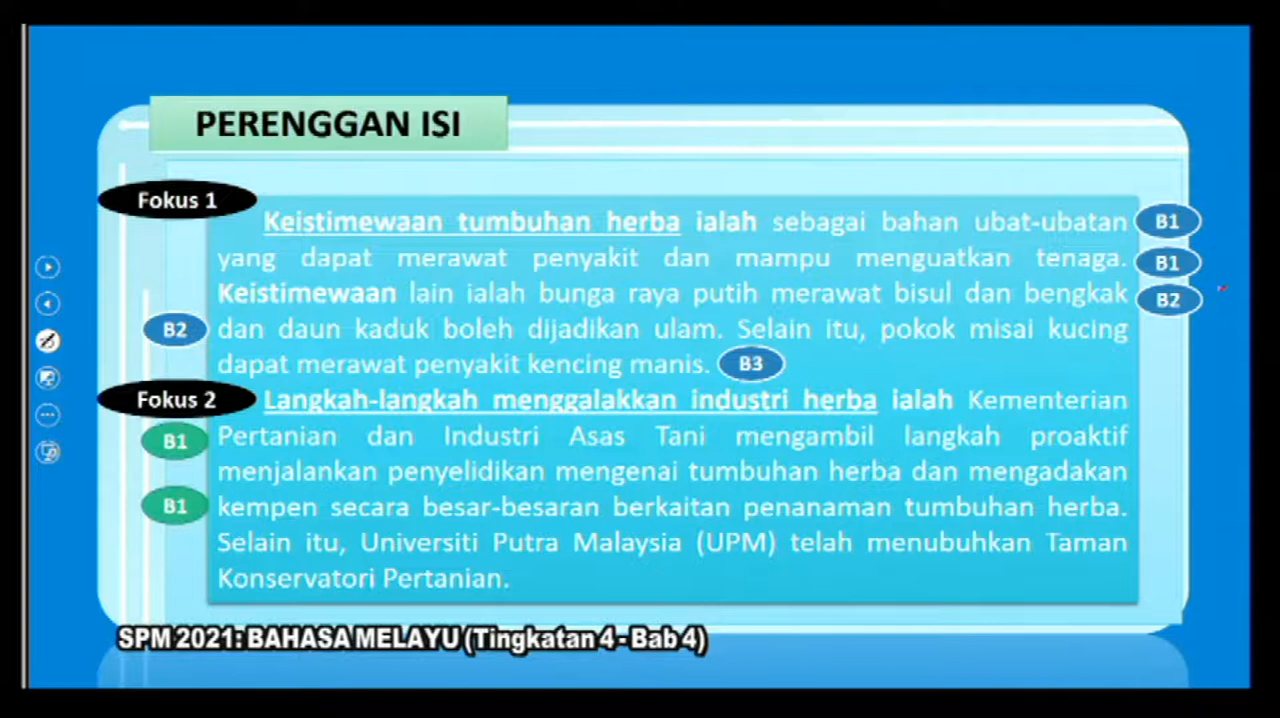 PERENGGAN ISI
Fokus 1
Keistimewaan tumbuhan herba ialah sebagai bahan ubat-ubatan B1
yang dapat merawat penyakit dan mampu menguatkan tenaga. B1
Keistimewaan lain ialah bunga raya putih merawat bisul dan bengkak B2
B2 dan daun kaduk boleh dijadikan ulam. Selain itu, pokok misai kucing
dapat merawat penyakit kencing manis. B3
Fokus 2 Langkah-langkah menggalakkan industri herba ialah Kementerian
B1 Pertanian dan Industri Asas Tani mengambil langkah proaktif
menjalankan penyelidikan mengenai tumbuhan herba dan mengadakan
B1 kempen secara besar-besaran berkaitan penanaman tumbuhan herba.
Selain itu, Universiti Putra Malaysia (UPM) telah menubuhkan Taman
Konservatori Pertanian.
SPM 2021: BAHASA MELAYU (Tingkatan 4 - Bab 4)